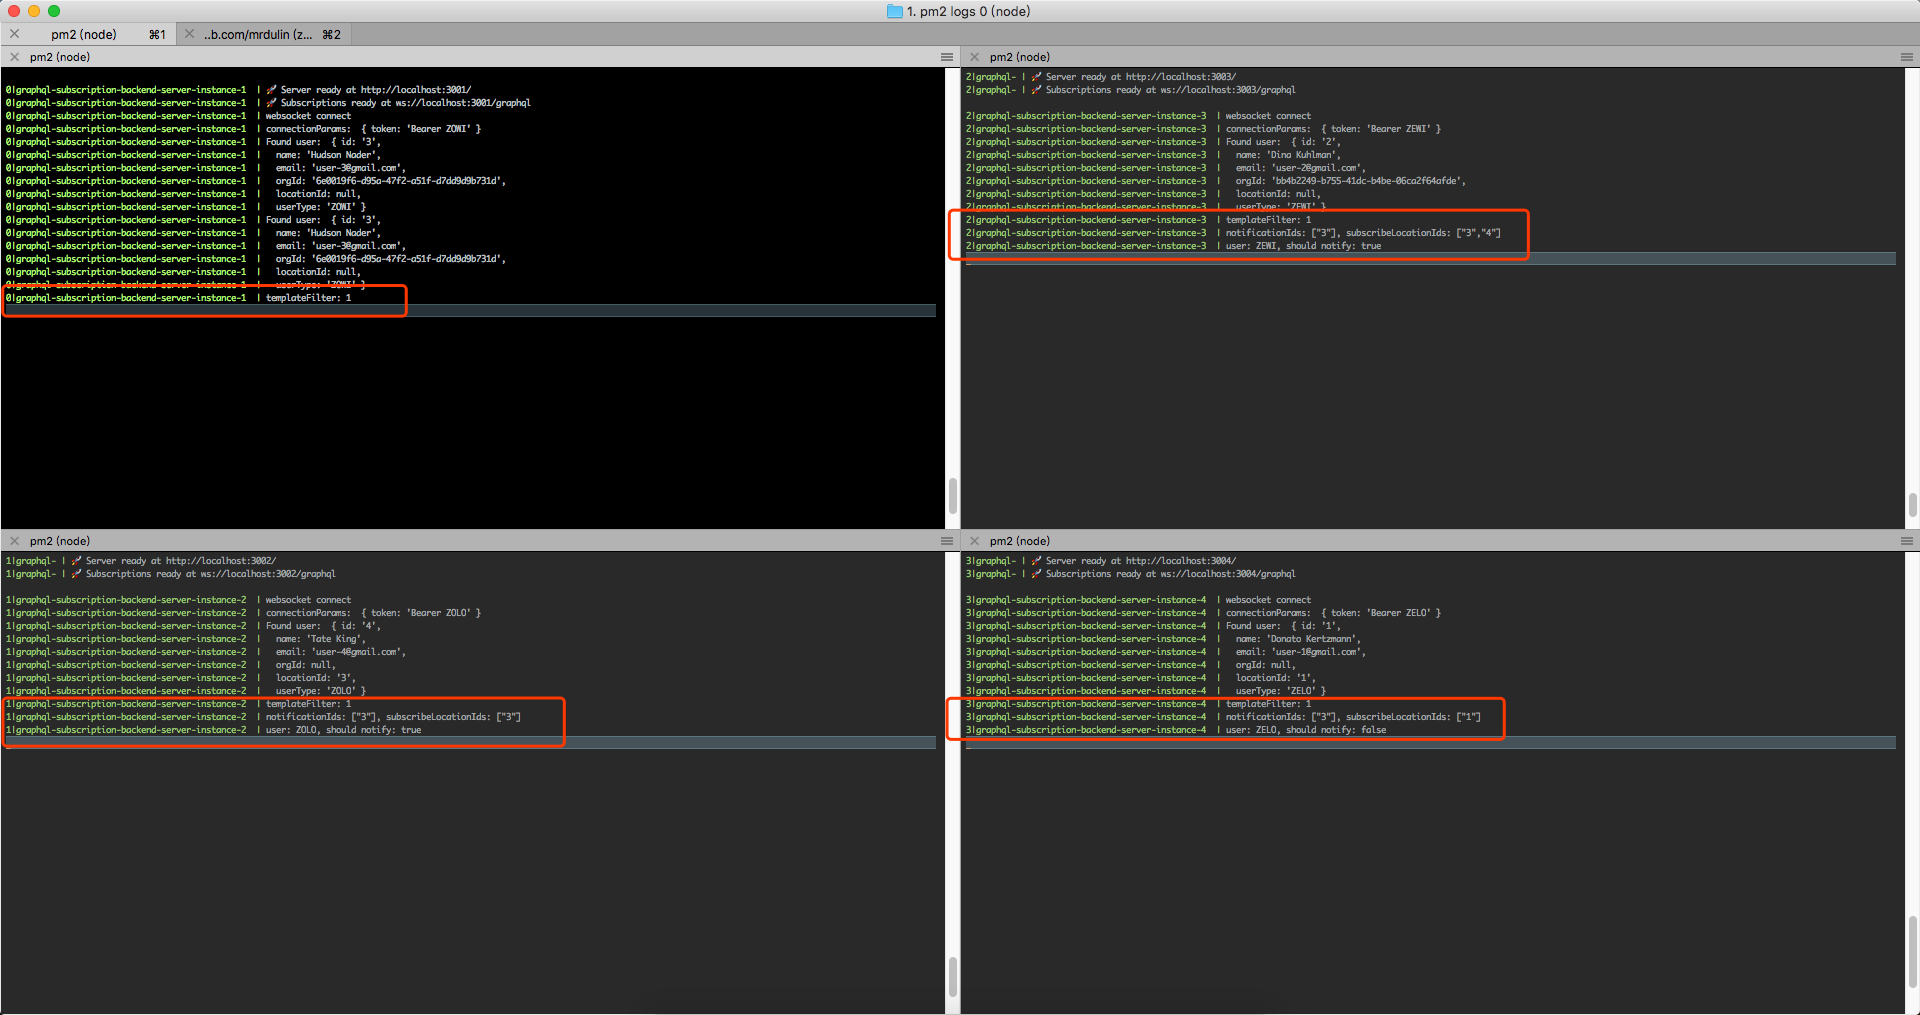 1. pm2 logs 0 (node)
pm2 (node) ⌘1
..b.com/mrdulin (z... ⌘2
pm2 (node)
0|graphql-subscription-backend-server-instance-1 | 🚀 Server ready at http://localhost:3001/
0|graphql-subscription-backend-server-instance-1 | 🚀 Subscriptions ready at ws://localhost:3001/graphql
0|graphql-subscription-backend-server-instance-1 | websocket connect
0|graphql-subscription-backend-server-instance-1 | connectionParams:  { token: 'Bearer ZOWI' }
0|graphql-subscription-backend-server-instance-1 | Found user:  { id: '3',
0|graphql-subscription-backend-server-instance-1 |   name: 'Hudson Nader',
0|graphql-subscription-backend-server-instance-1 |   email: 'user-3@gmail.com',
0|graphql-subscription-backend-server-instance-1 |   orgId: '6e0019f6-d95a-47f2-a51f-d7dd9d9b731d',
0|graphql-subscription-backend-server-instance-1 |   locationId: null,
0|graphql-subscription-backend-server-instance-1 |   userType: 'ZOWI' }
0|graphql-subscription-backend-server-instance-1 | Found user:  { id: '3',
0|graphql-subscription-backend-server-instance-1 |   name: 'Hudson Nader',
0|graphql-subscription-backend-server-instance-1 |   email: 'user-3@gmail.com',
0|graphql-subscription-backend-server-instance-1 |   orgId: '6e0019f6-d95a-47f2-a51f-d7dd9d9b731d',
0|graphql-subscription-backend-server-instance-1 |   locationId: null,
0|graphql-subscription-backend-server-instance-1 |   userType: 'ZOWI' }
0|graphql-subscription-backend-server-instance-1 | templateFilter: 1
pm2 (node)
2|graphql- | 🚀 Server ready at http://localhost:3003/
2|graphql- | 🚀 Subscriptions ready at ws://localhost:3003/graphql
2|graphql-subscription-backend-server-instance-3 | websocket connect
2|graphql-subscription-backend-server-instance-3 | connectionParams:  { token: 'Bearer ZEWI' }
2|graphql-subscription-backend-server-instance-3 | Found user:  { id: '2',
2|graphql-subscription-backend-server-instance-3 |   name: 'Dina Kuhlman',
2|graphql-subscription-backend-server-instance-3 |   email: 'user-2@gmail.com',
2|graphql-subscription-backend-server-instance-3 |   orgId: 'bb4b2249-b755-41dc-b4be-06ca2f64afde',
2|graphql-subscription-backend-server-instance-3 |   locationId: null,
2|graphql-subscription-backend-server-instance-3 |   userType: 'ZEWI' }
2|graphql-subscription-backend-server-instance-3 | templateFilter: 1
2|graphql-subscription-backend-server-instance-3 | notificationIds: ["3"], subscribeLocationIds: ["3","4"]
2|graphql-subscription-backend-server-instance-3 | user: ZEWI, should notify: true
pm2 (node)
1|graphql- | 🚀 Server ready at http://localhost:3002/
1|graphql- | 🚀 Subscriptions ready at ws://localhost:3002/graphql
1|graphql-subscription-backend-server-instance-2 | websocket connect
1|graphql-subscription-backend-server-instance-2 | connectionParams:  { token: 'Bearer ZOLO' }
1|graphql-subscription-backend-server-instance-2 | Found user:  { id: '4',
1|graphql-subscription-backend-server-instance-2 |   name: 'Tate King',
1|graphql-subscription-backend-server-instance-2 |   email: 'user-4@gmail.com',
1|graphql-subscription-backend-server-instance-2 |   orgId: null,
1|graphql-subscription-backend-server-instance-2 |   locationId: '3',
1|graphql-subscription-backend-server-instance-2 |   userType: 'ZOLO' }
1|graphql-subscription-backend-server-instance-2 | templateFilter: 1
1|graphql-subscription-backend-server-instance-2 | notificationIds: ["3"], subscribeLocationIds: ["3"]
1|graphql-subscription-backend-server-instance-2 | user: ZOLO, should notify: true
pm2 (node)
3|graphql- | 🚀 Server ready at http://localhost:3004/
3|graphql- | 🚀 Subscriptions ready at ws://localhost:3004/graphql
3|graphql-subscription-backend-server-instance-4 | websocket connect
3|graphql-subscription-backend-server-instance-4 | connectionParams:  { token: 'Bearer ZELO' }
3|graphql-subscription-backend-server-instance-4 | Found user:  { id: '1',
3|graphql-subscription-backend-server-instance-4 |   name: 'Donato Kertzmann',
3|graphql-subscription-backend-server-instance-4 |   email: 'user-1@gmail.com',
3|graphql-subscription-backend-server-instance-4 |   orgId: null,
3|graphql-subscription-backend-server-instance-4 |   locationId: '1',
3|graphql-subscription-backend-server-instance-4 |   userType: 'ZELO' }
3|graphql-subscription-backend-server-instance-4 | templateFilter: 1
3|graphql-subscription-backend-server-instance-4 | notificationIds: ["3"], subscribeLocationIds: ["1"]
3|graphql-subscription-backend-server-instance-4 | user: ZELO, should notify: false